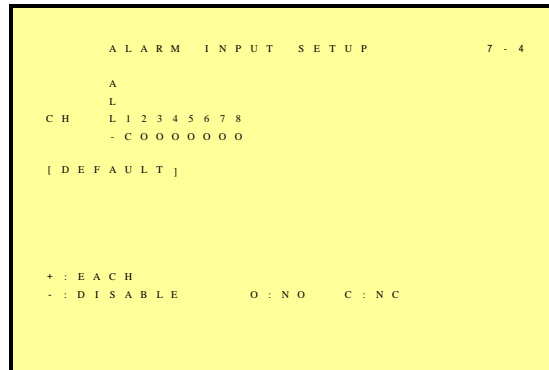 ALARM INPUT SETUP 7-4
A
L
CH L12345678
-COOOOOOO
[DEFAULT]
+:EACH
-:DISABLE O:NO C:NC